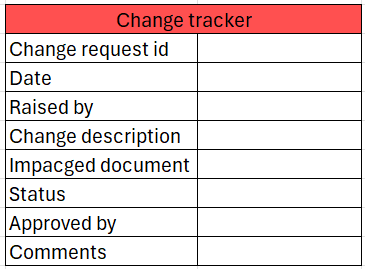 Change tracker
Change request id
Date
Raised by
Change description
Impacged document
Status
Approved by
Comments